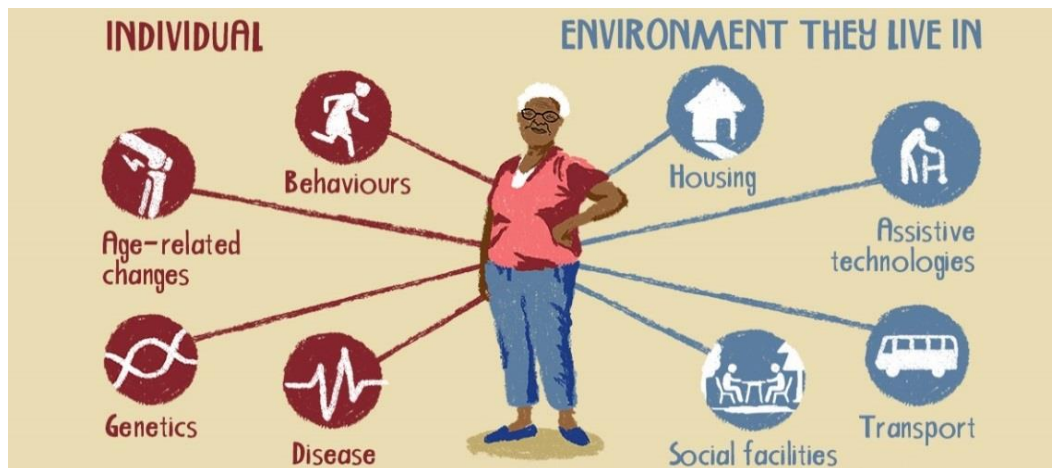 INDIVIDUAL
ENVIRONMENT THEY LIVE IN
Behaviours
Housing
Age-related
changes
Assistive
technologies
Genetics
Disease
Social facilities
Transport